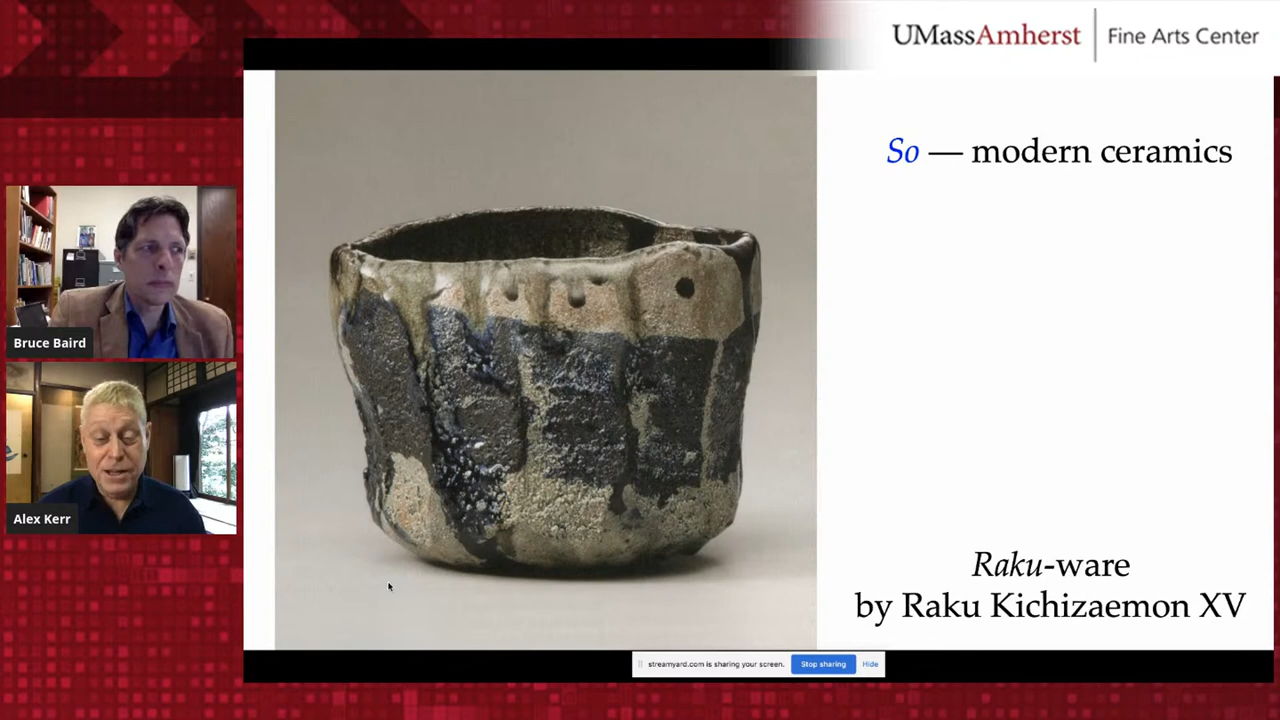 UMassAmherst | Fine Arts Center
So — modern ceramics
Bruce Baird
Alex Kerr
Raku-ware
by Raku Kichizaemon XV
streamyard.com is sharing your screen. Stop sharing Hide